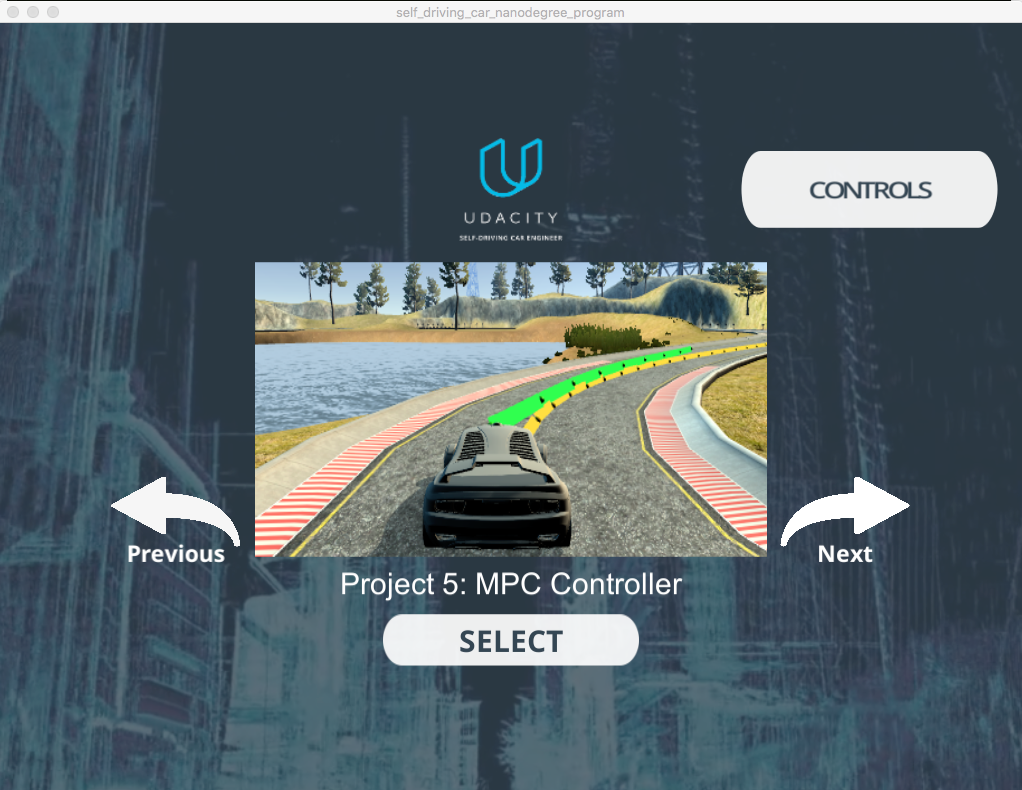 self_driving_car_nanodegree_program
UDACITY
SELF-DRIVING CAR ENGINEER
CONTROLS
Previous
Next
Project 5: MPC Controller
SELECT